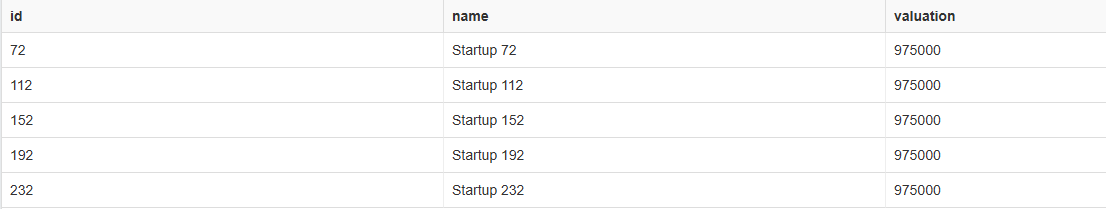 id name valuation
72 Startup 72 975000
112 Startup 112 975000
152 Startup 152 975000
192 Startup 192 975000
232 Startup 232 975000